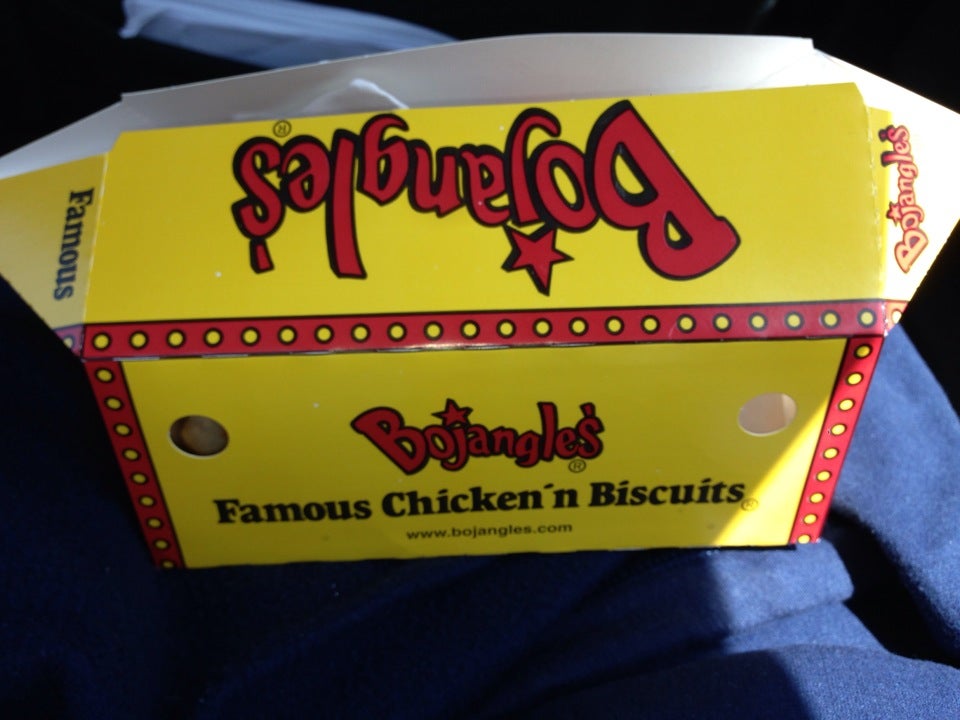 Bojangles'®
Famous
Bojangles'
Bojangles'®
Famous Chicken´n Biscuits®
www.bojangles.com